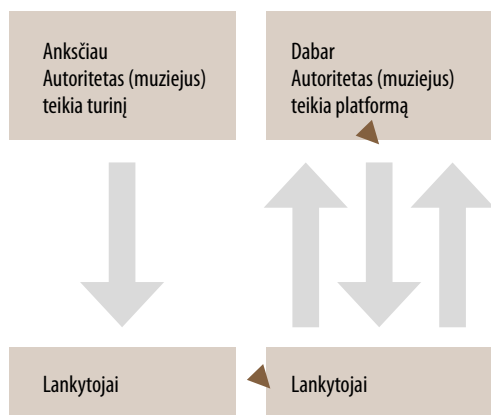 Anksčiau
Autoritetas (muziejus)
teikia turinį
Dabar
Autoritetas (muziejus)
teikia platformą
Lankytojai
Lankytojai